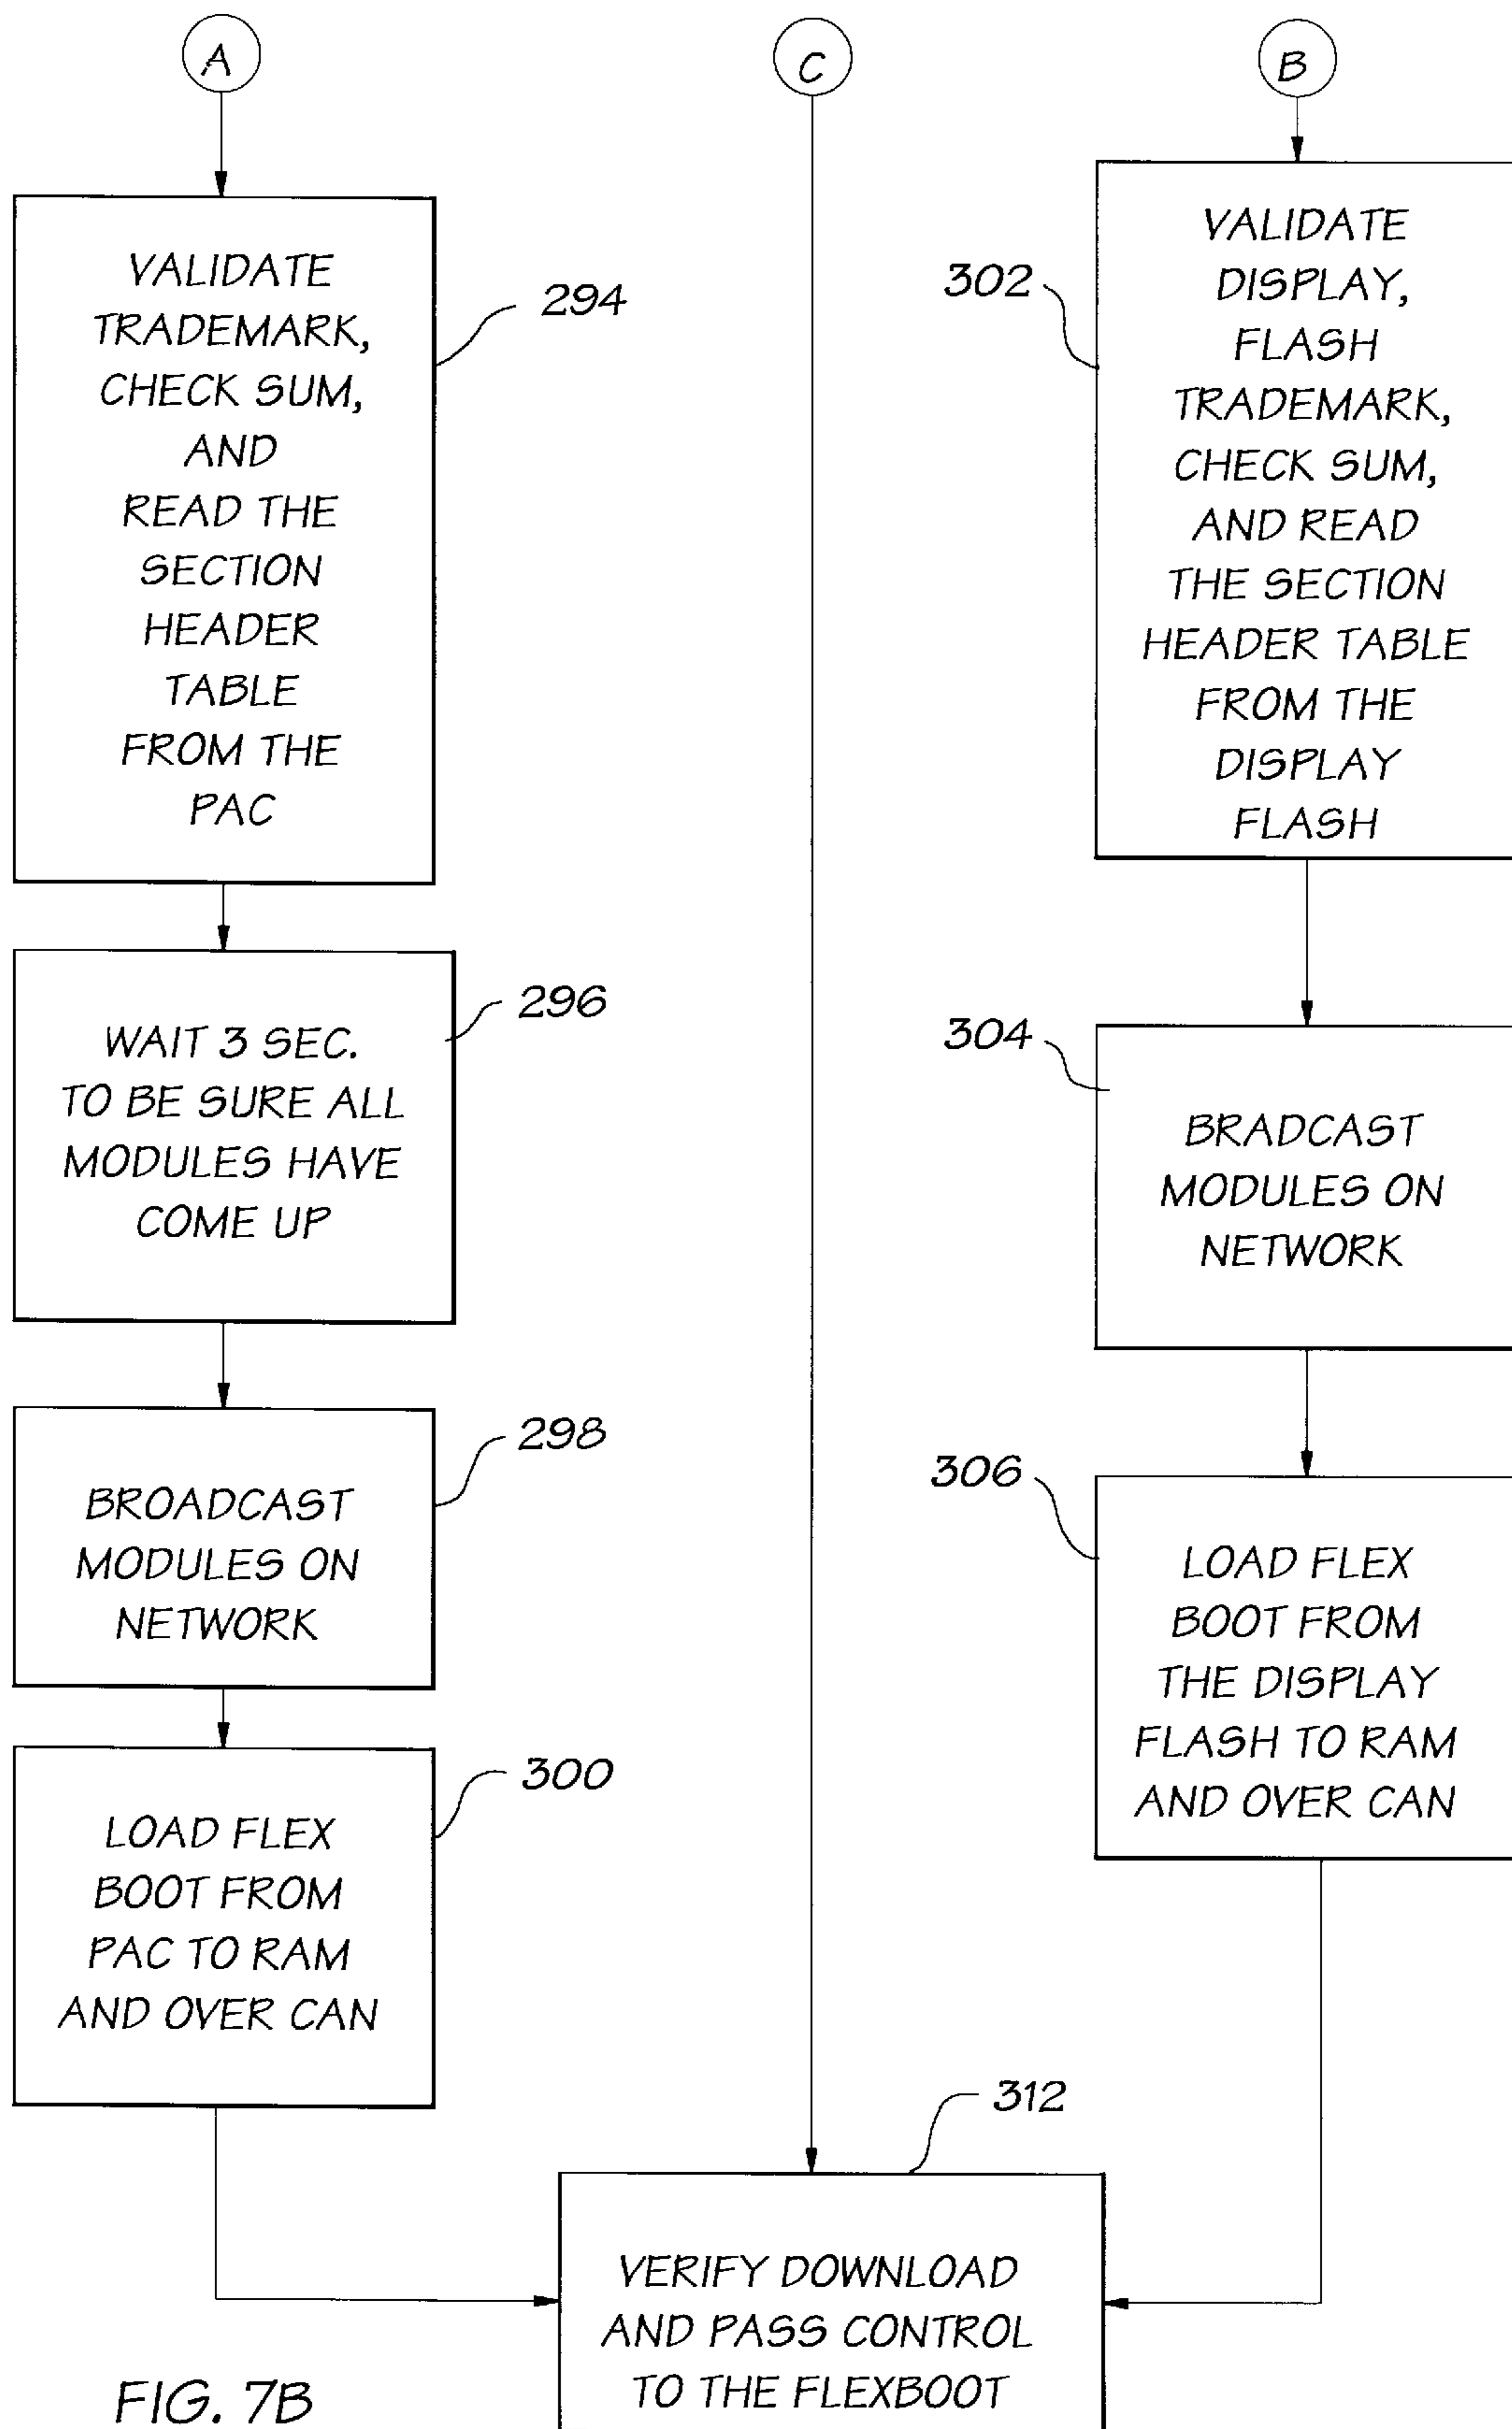 A
C
B
VALIDATE
TRADEMARK,
CHECK SUM,
AND
READ THE
SECTION
HEADER
TABLE
FROM THE
PAC
294
WAIT 3 SEC.
TO BE SURE ALL
MODULES HAVE
COME UP
296
BROADCAST
MODULES ON
NETWORK
298
LOAD FLEX
BOOT FROM
PAC TO RAM
AND OVER CAN
300
302
VALIDATE
DISPLAY,
FLASH
TRADEMARK,
CHECK SUM,
AND READ
THE SECTION
HEADER TABLE
FROM THE
DISPLAY
FLASH
304
BRADCAST
MODULES ON
NETWORK
306
LOAD FLEX
BOOT FROM
THE DISPLAY
FLASH TO RAM
AND OVER CAN
312
VERIFY DOWNLOAD
AND PASS CONTROL
TO THE FLEXBOOT
FIG. 7B